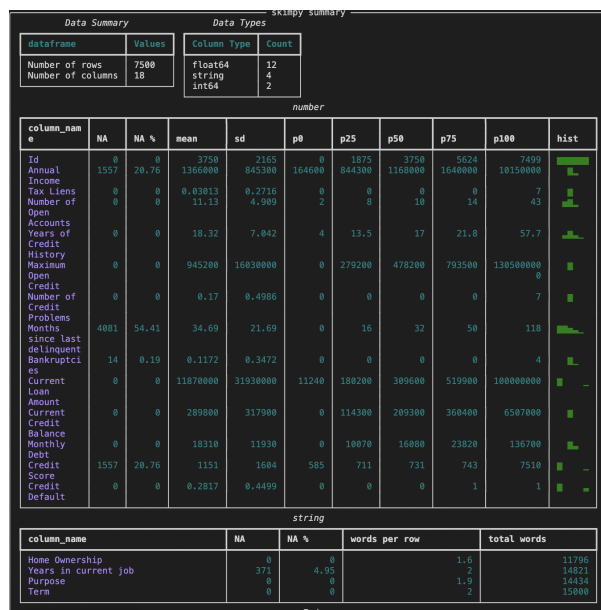 skimpy summary
Data Summary Data Types
dataframe Values Column Type Count
Number of rows 7500 float64 12
Number of columns 18 string 4
int64 2
number
column_nam
e NA NA % mean sd p0 p25 p50 p75 p100 hist
Id 0 0 3750 2165 0 1875 3750 5624 7499
Annual 1557 20.76 1366000 845300 164600 844300 1168000 1640000 10150000
Income
Tax Liens 0 0 0.03013 0.2716 0 0 0 0 7
Number of 0 0 11.13 4.909 2 8 10 14 43
Open
Accounts
Years of 0 0 18.32 7.042 4 13.5 17 21.8 57.7
Credit
History
Maximum 0 0 945200 16030000 0 279200 478200 793500 130500000
Open 0
Credit
Number of 0 0 0.17 0.4986 0 0 0 0 7
Credit
Problems
Months 4081 54.41 34.69 21.69 0 16 32 50 118
since last
delinquent
Bankruptci 14 0.19 0.1172 0.3472 0 0 0 0 4
es
Current 0 0 11870000 31930000 11240 180200 309600 519900 100000000
Loan
Amount
Current 0 0 289800 317900 0 114300 209300 360400 6507000
Credit
Balance
Monthly 0 0 18310 11930 0 10070 16080 23820 136700
Debt
Credit 1557 20.76 1151 1604 585 711 731 743 7510
Score
Credit 0 0 0.2817 0.4499 0 0 0 1 1
Default
string
column_name NA NA % words per row total words
Home Ownership 0 0 1.6 11796
Years in current job 371 4.95 2 14821
Purpose 0 0 1.9 14434
Term 0 0 2 15000